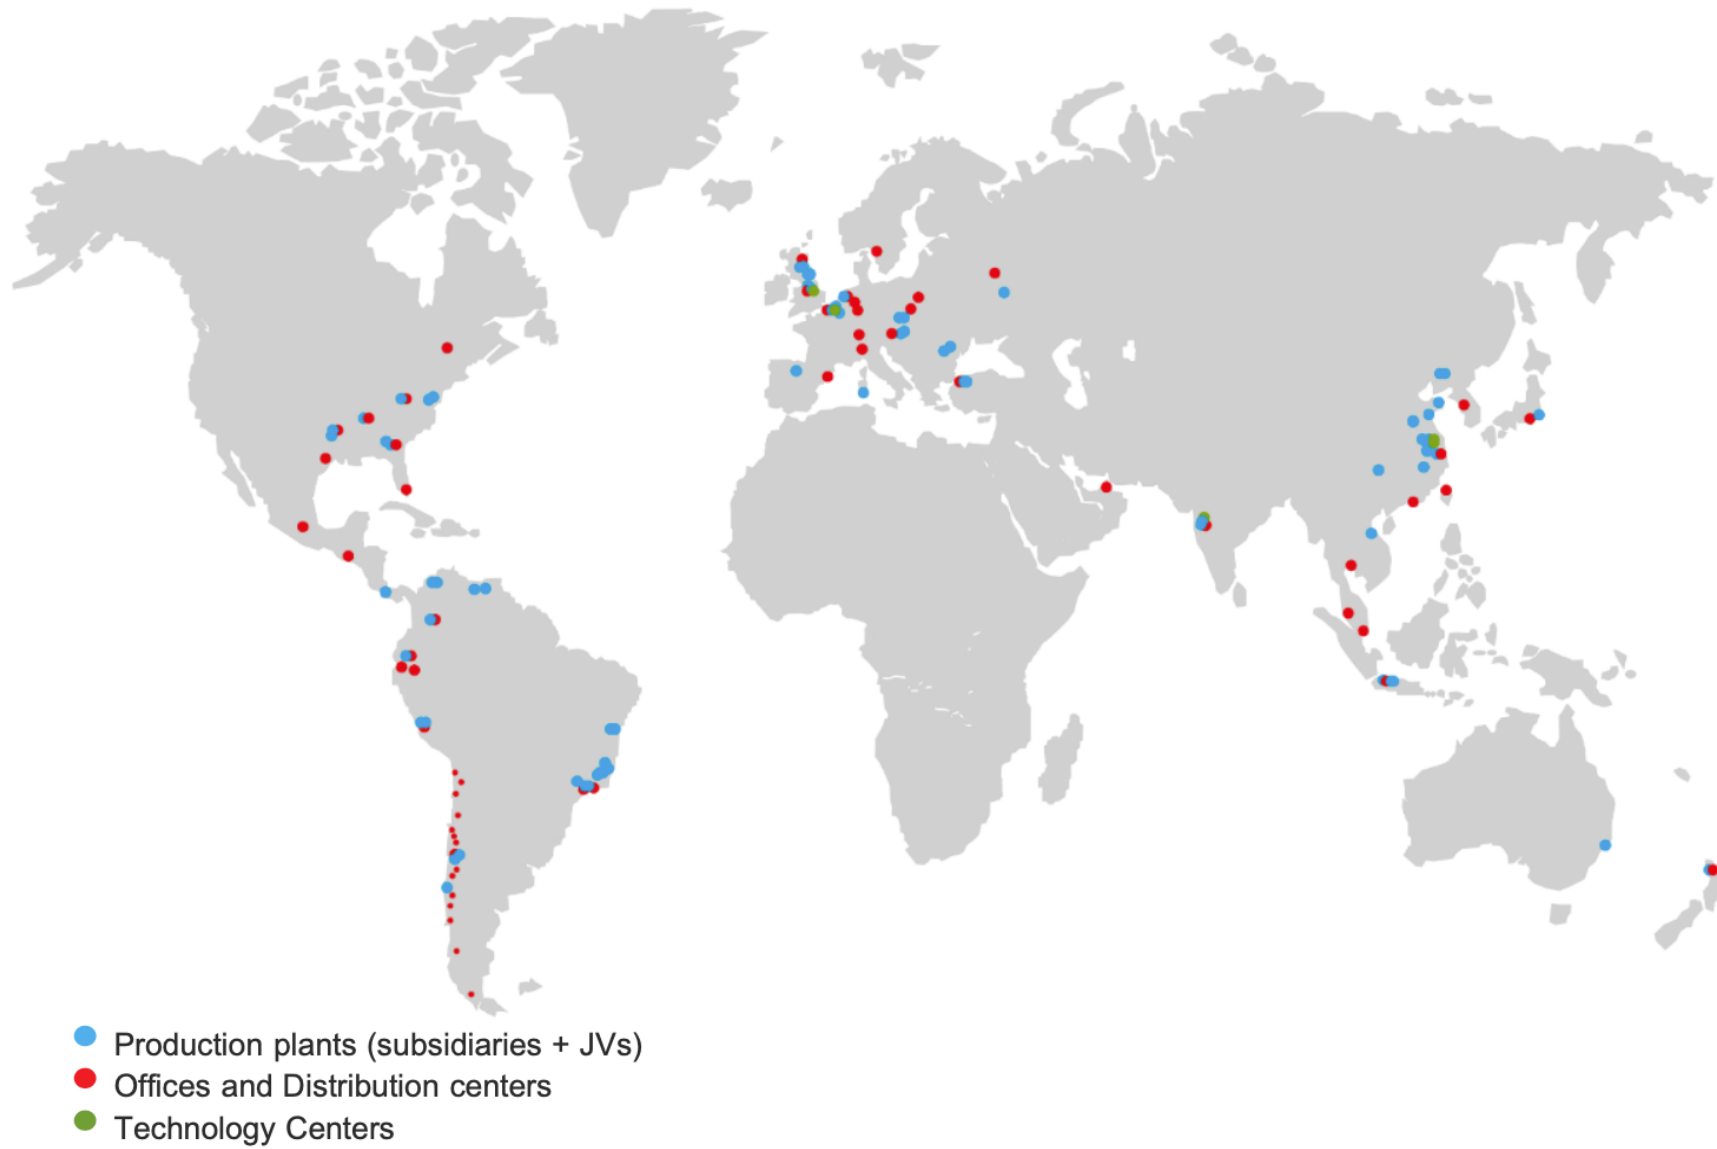 Production plants (subsidiaries + JVs)
Offices and Distribution centers
Technology Centers